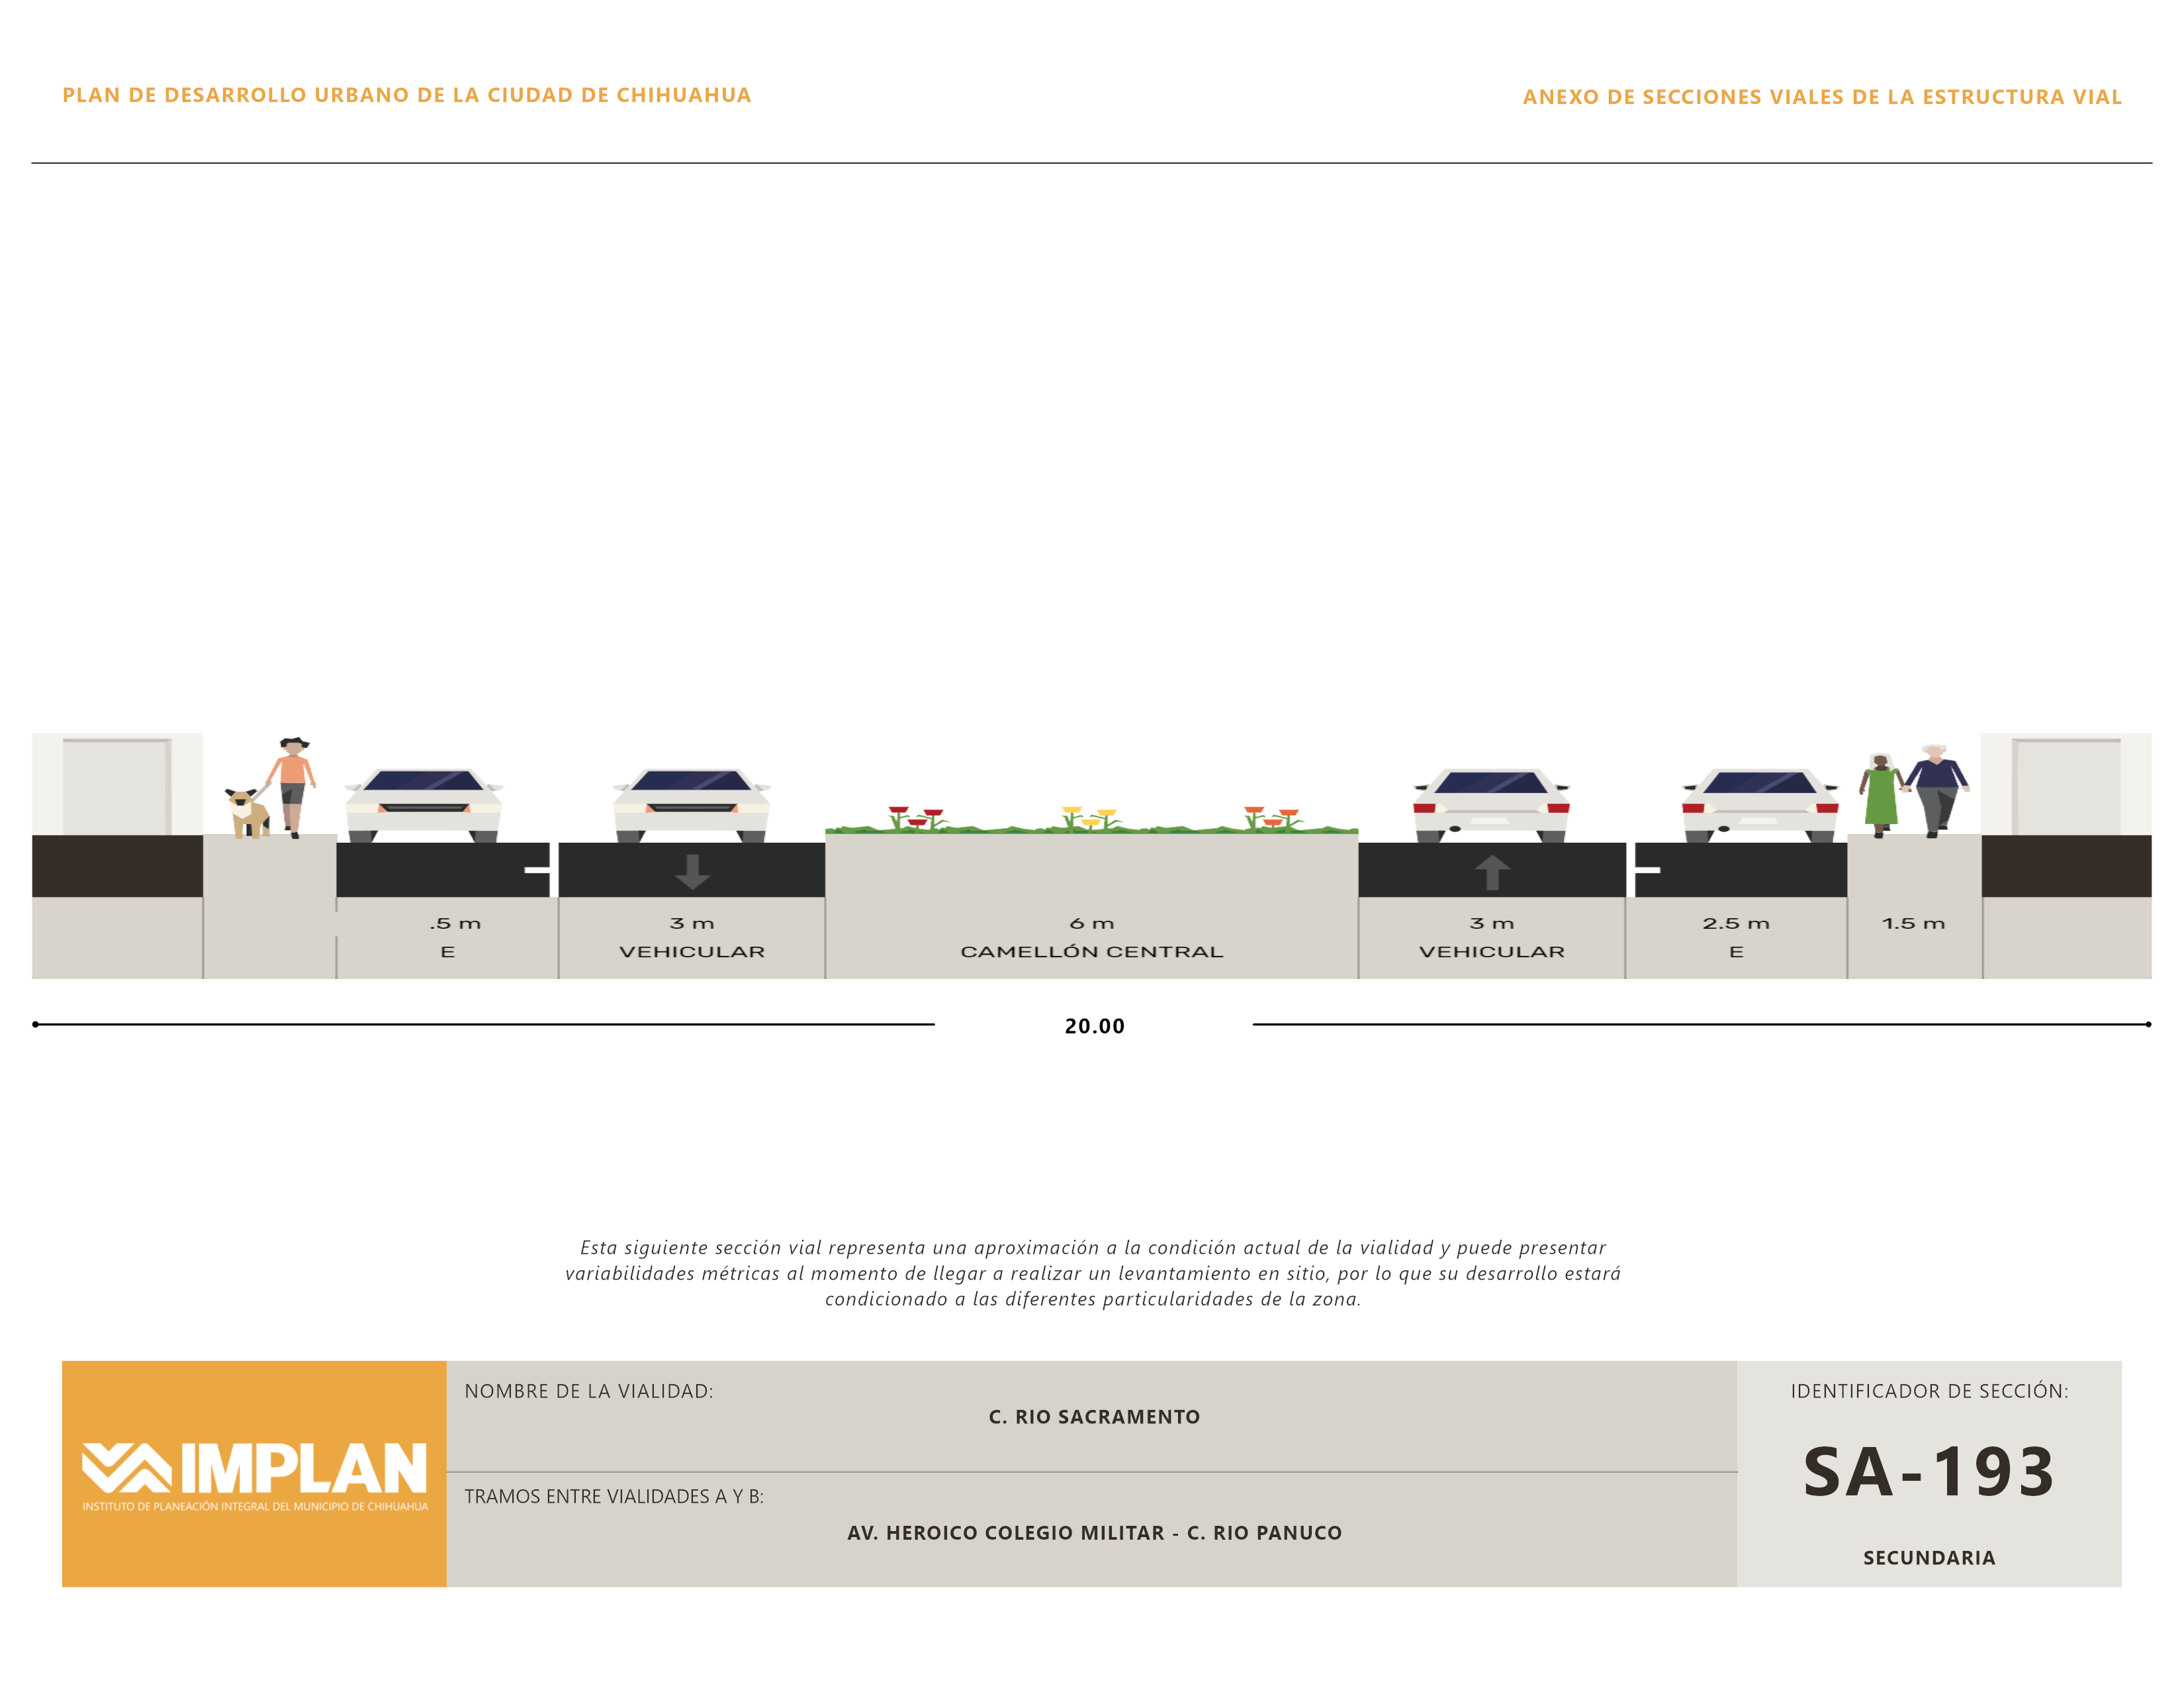 PLAN DE DESARROLLO URBANO DE LA CIUDAD DE CHIHUAHUA
ANEXO DE SECCIONES VIALES DE LA ESTRUCTURA VIAL
.5 m
3 m
6 m
3 m
2.5 m
1.5 m
E
VEHICULAR
CAMELLÓN CENTRAL
VEHICULAR
E
20.00
Esta siguiente sección vial representa una aproximación a la condición actual de la vialidad y puede presentar
variabilidades métricas al momento de llegar a realizar un levantamiento en sitio, por lo que su desarrollo estará
condicionado a las diferentes particularidades de la zona.
IMPLAN
INSTITUTO DE PLANEACIÓN INTEGRAL DEL MUNICIPIO DE CHIHUAHUA
NOMBRE DE LA VIALIDAD:
C. RIO SACRAMENTO
TRAMOS ENTRE VIALIDADES A Y B:
AV. HEROICO COLEGIO MILITAR - C. RIO PANUCO
IDENTIFICADOR DE SECCIÓN:
SA-193
SECUNDARIA